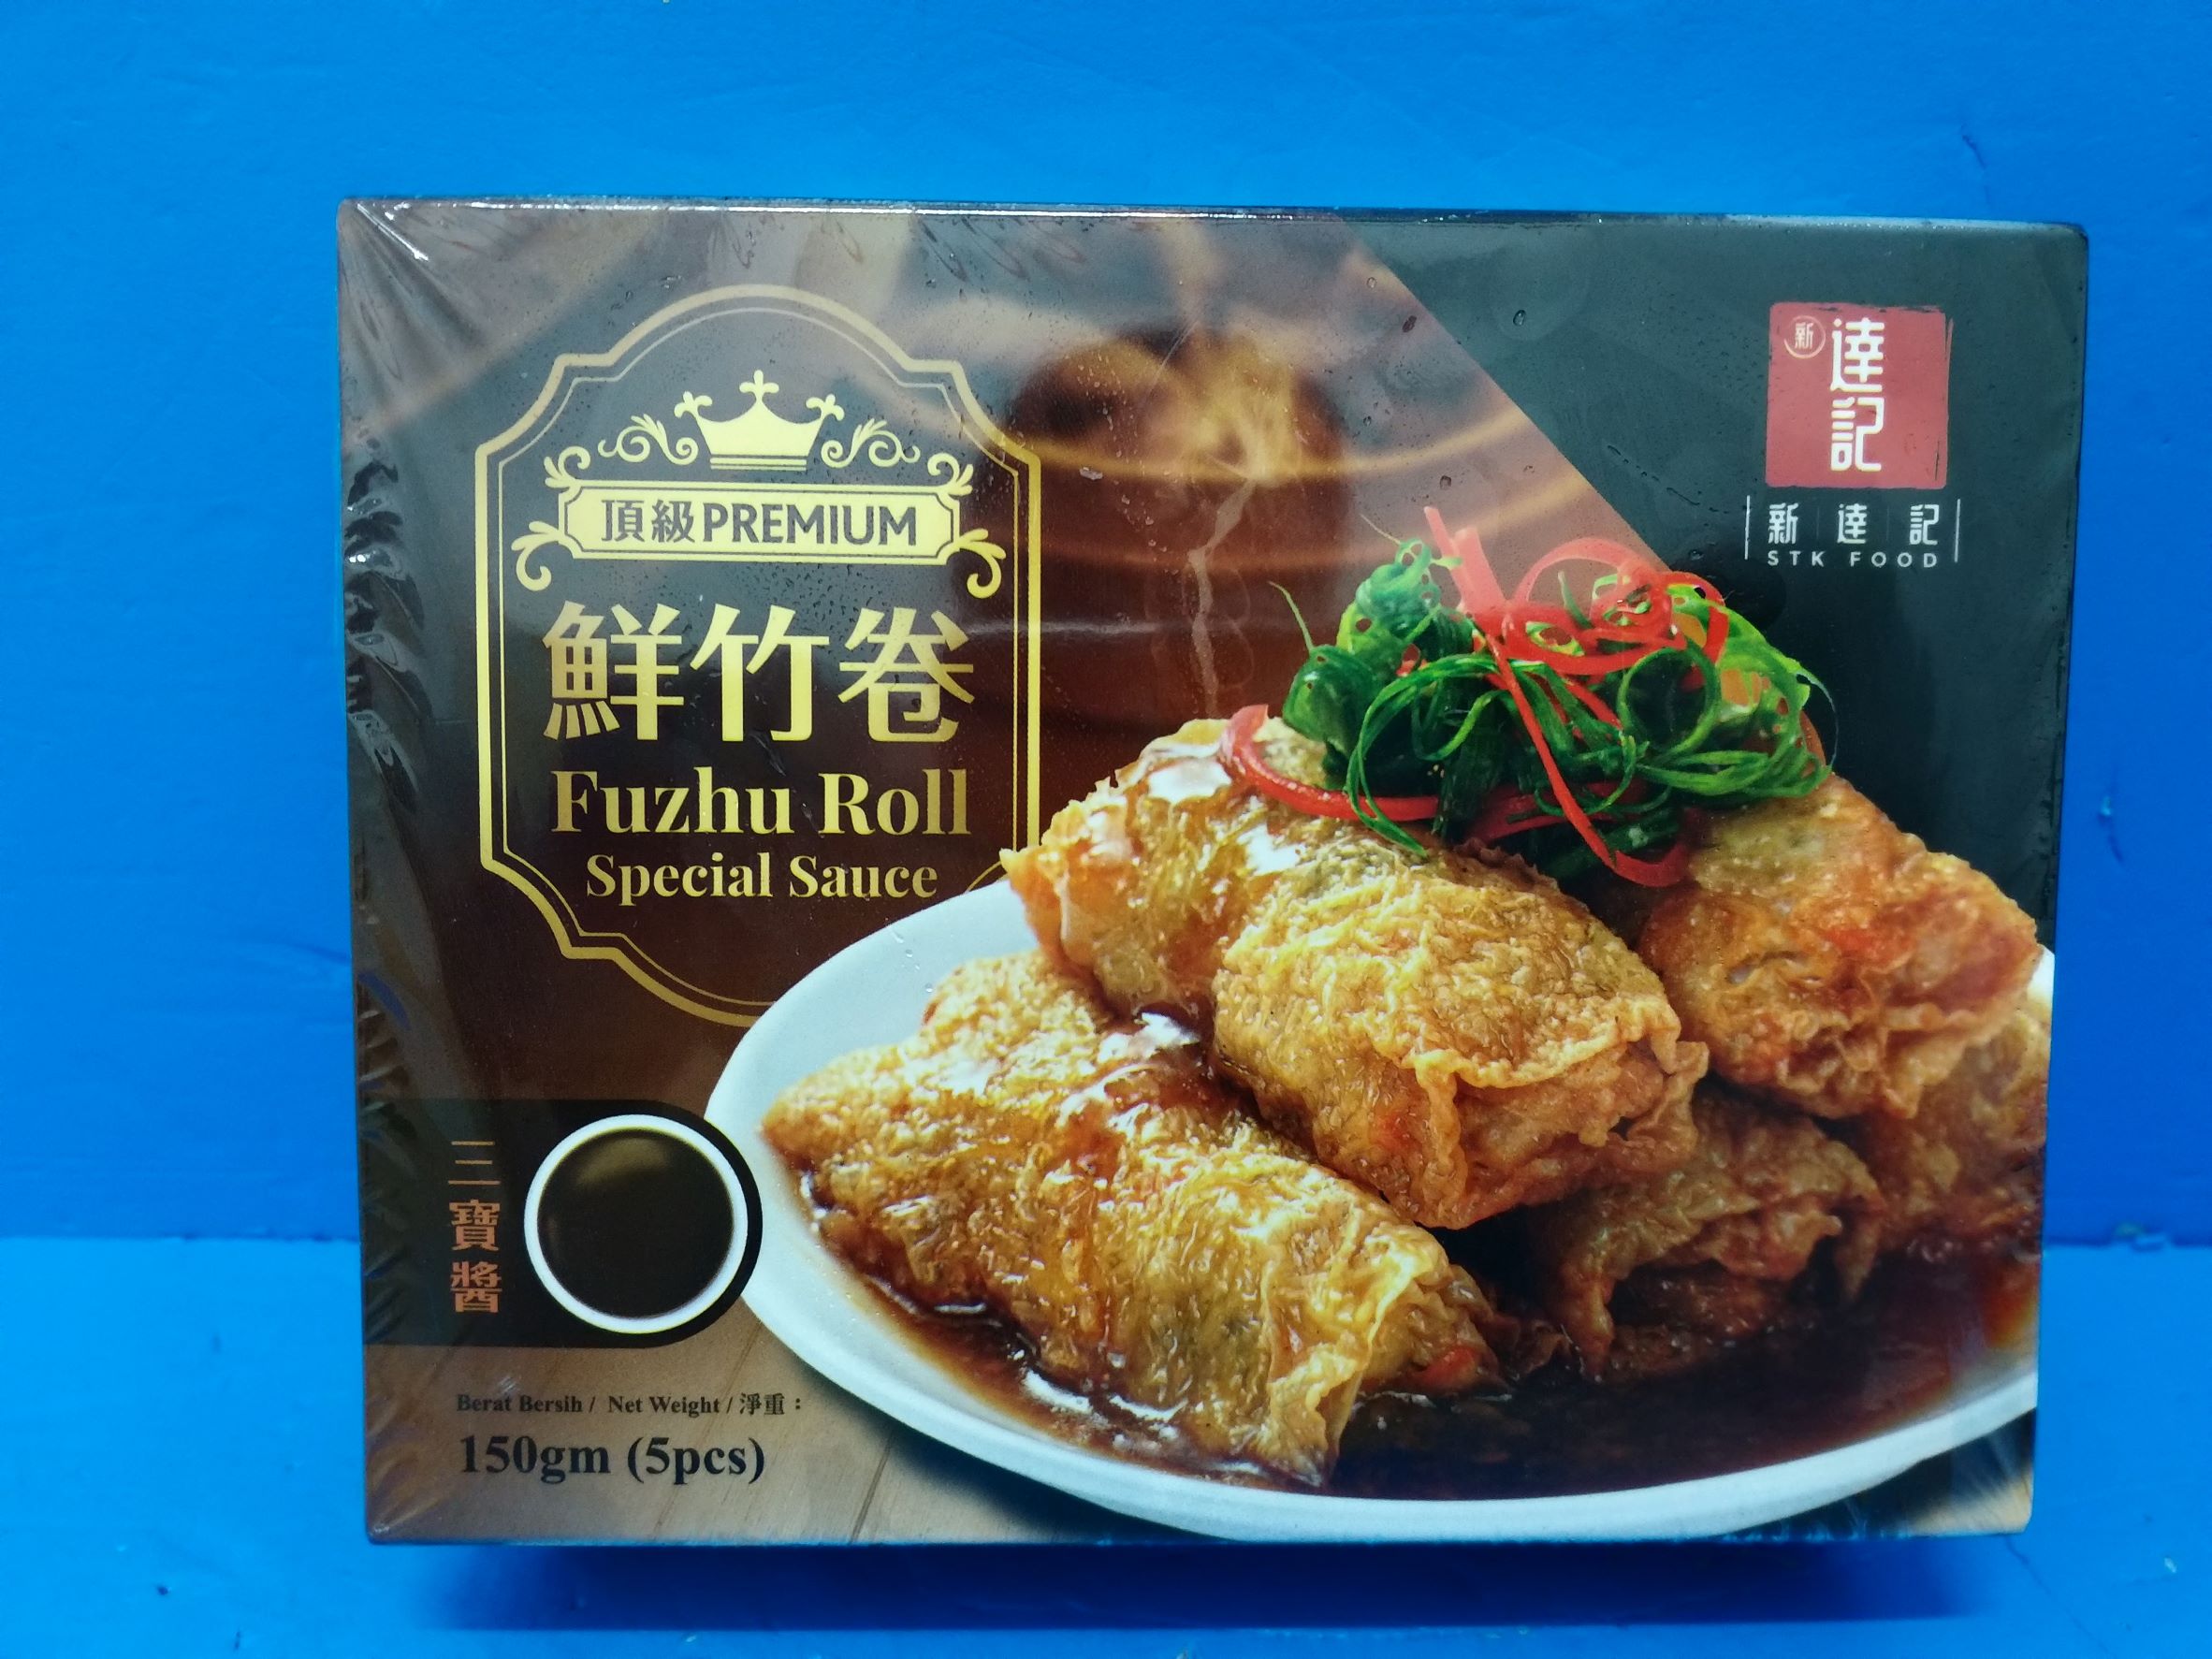 頂級PREMIUM
鮮竹卷
Fuzhu Roll
Special Sauce
新
達記
新達記
STK FOOD
三寶醬
Berat Bersih / Net Weight / 淨重：
150gm (5pcs)